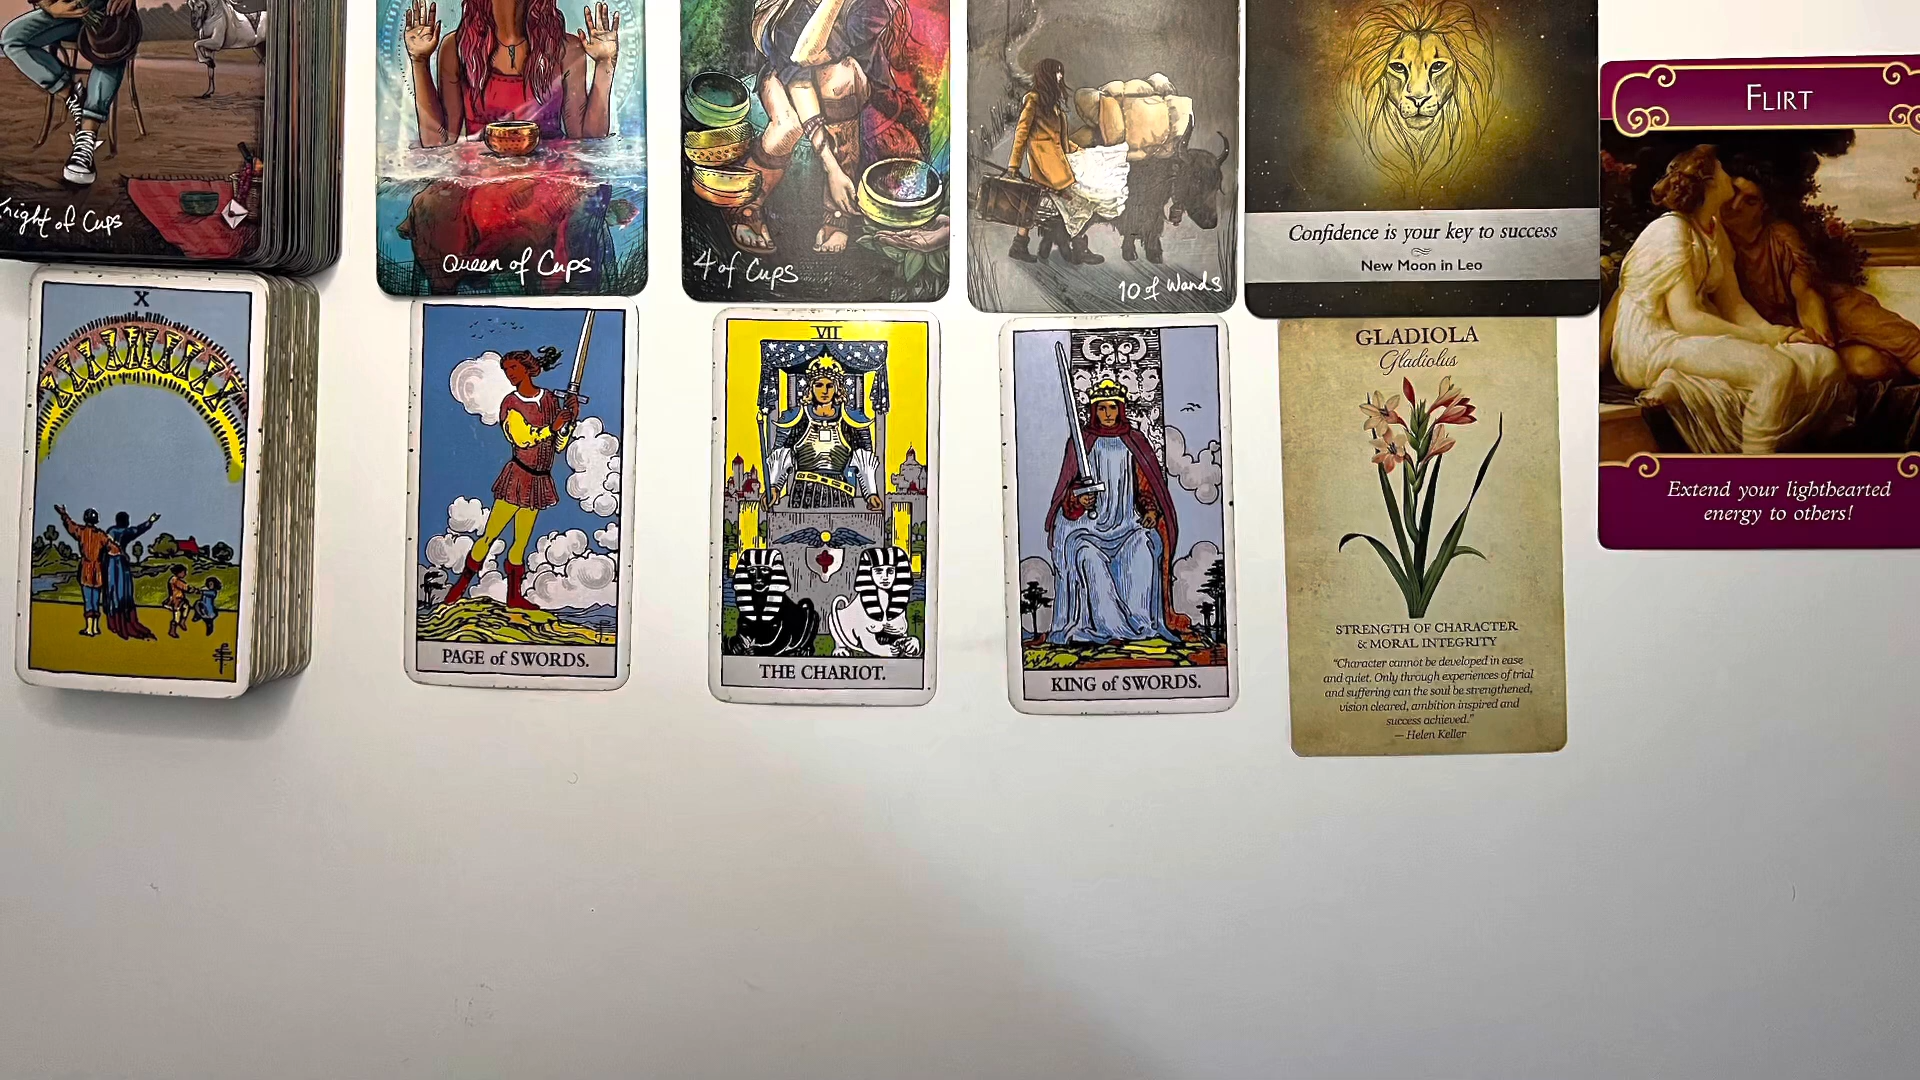 Knight of Cups
Queen of Cups
4 of Cups
10 of Wands
Confidence is your key to success
New Moon in Leo
FLIRT
Extend your lighthearted
energy to others!
X
PAGE of SWORDS.
VII
THE CHARIOT.
KING of SWORDS.
GLADIOLA
Gladiolus
STRENGTH OF CHARACTER
& MORAL INTEGRITY
"Character cannot be developed in ease
and quiet. Only through experiences of trial
and suffering can the soul be strengthened,
vision cleared, ambition inspired and
success achieved."
— Helen Keller